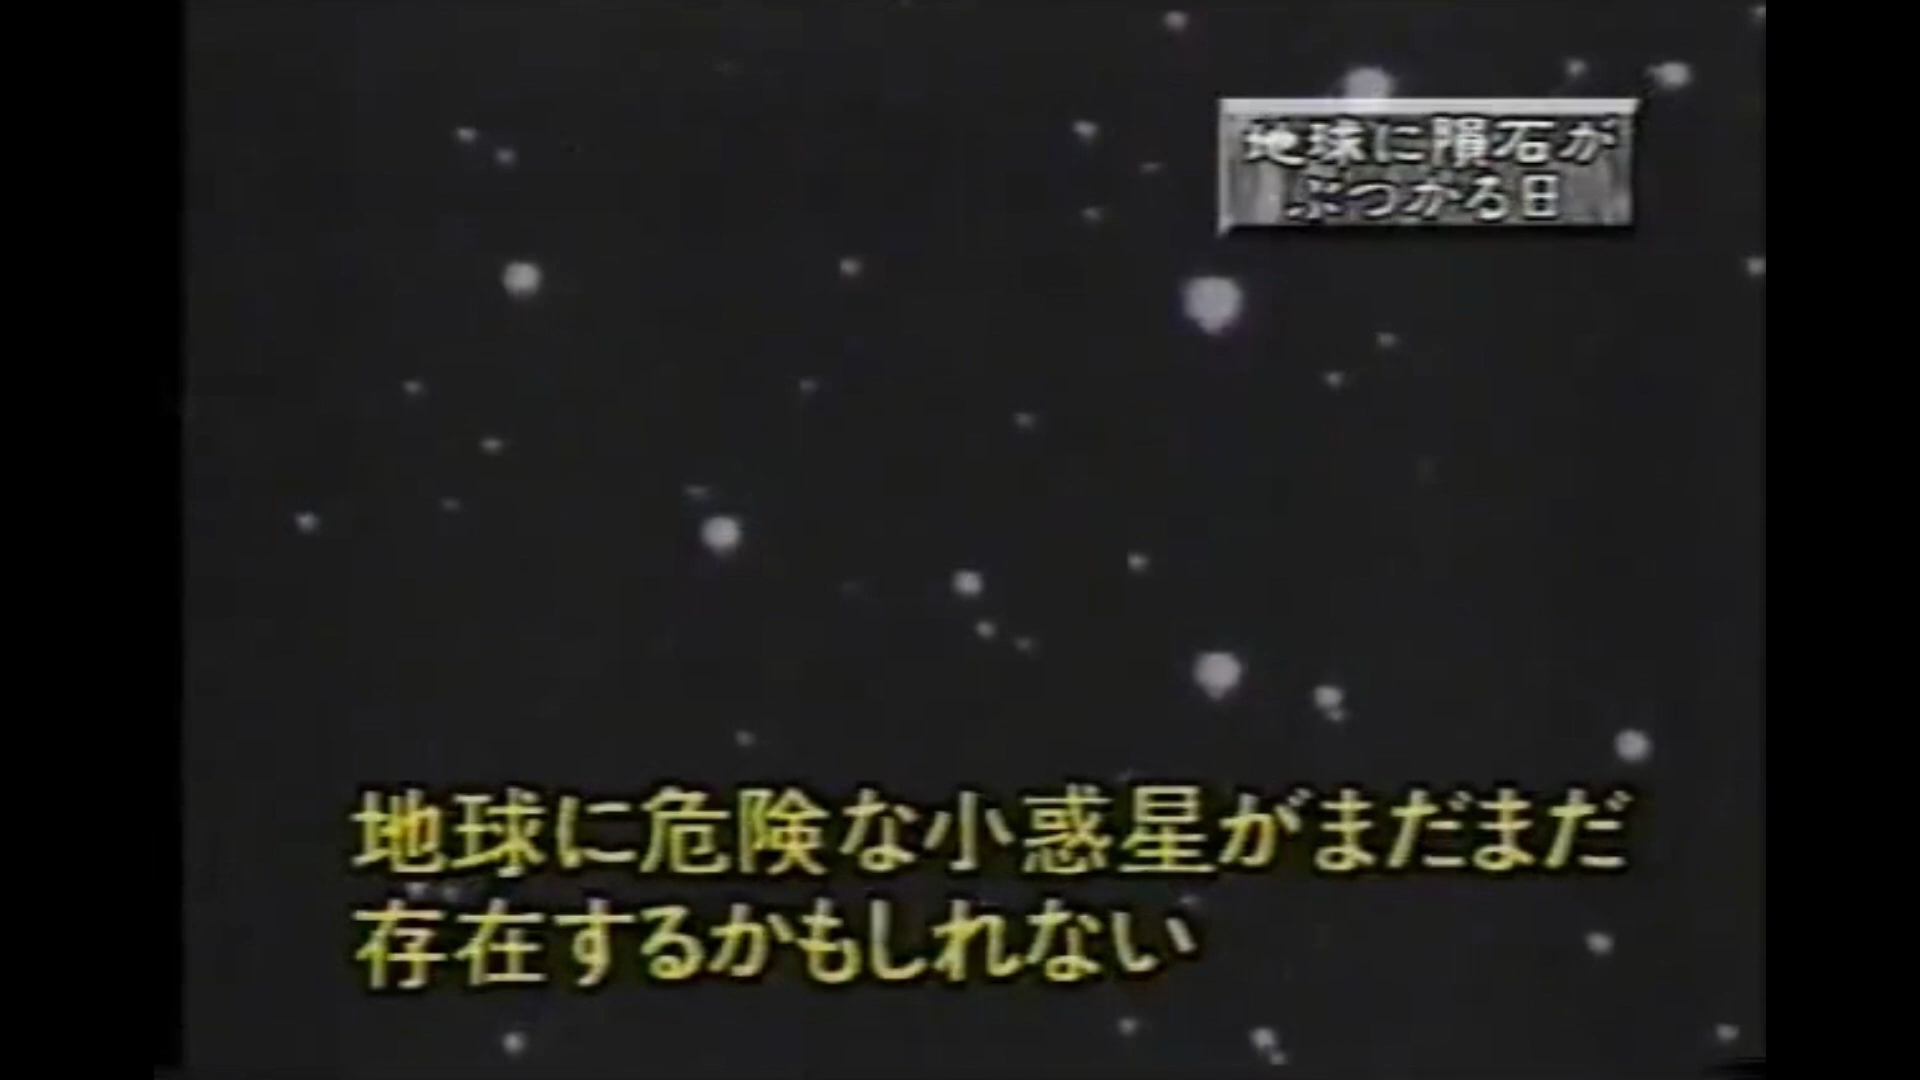 地球に隕石が
ぶつかる日
地球に危険な小惑星がまだまだ
存在するかもしれない